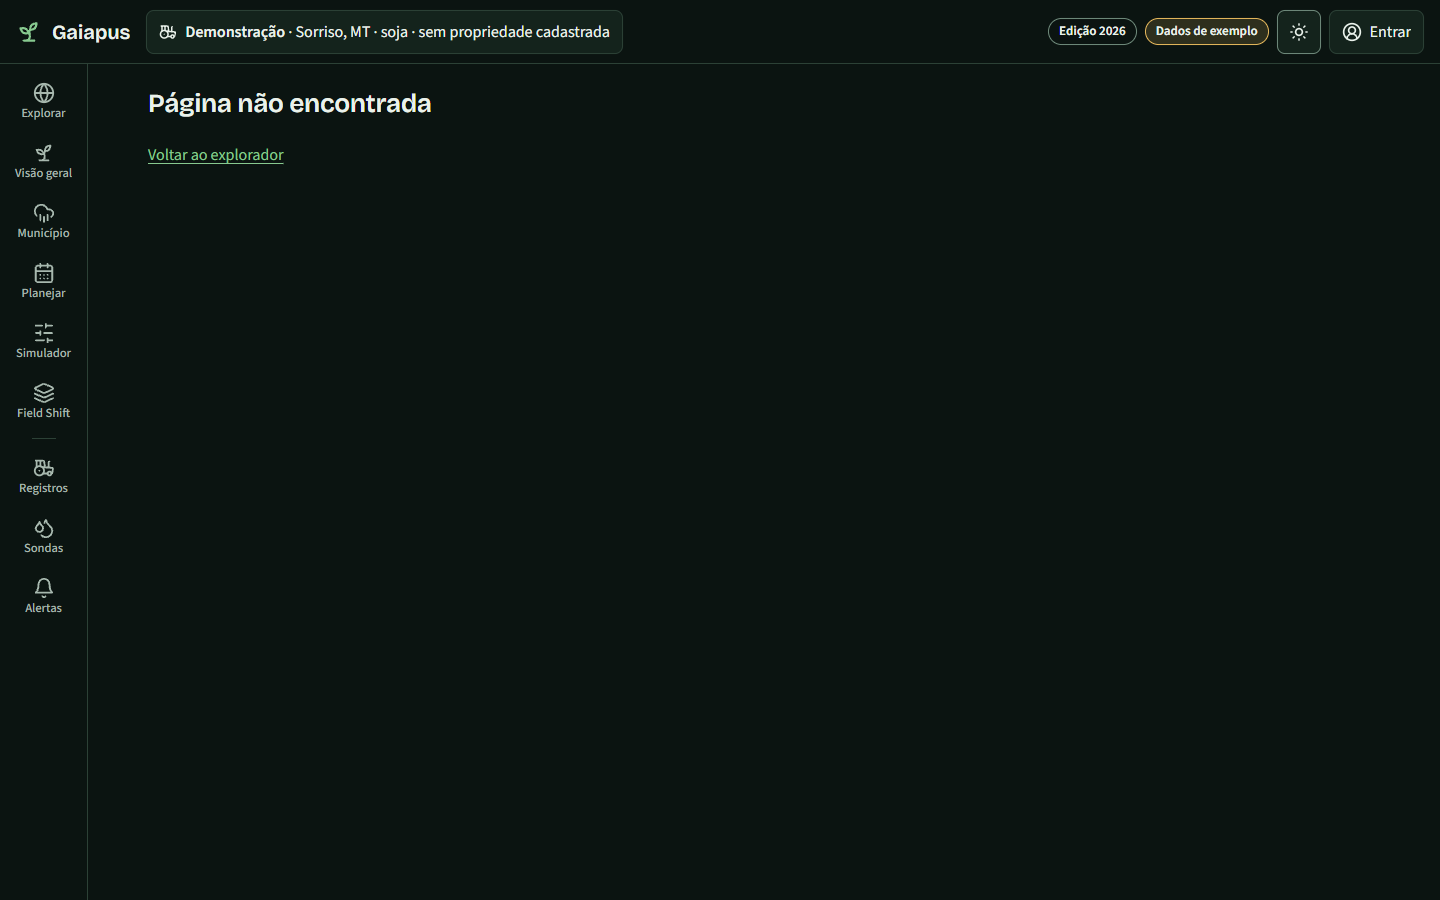 Gaiapus
Demonstração · Sorriso, MT · soja · sem propriedade cadastrada
Edição 2026
Dados de exemplo
Entrar
Explorar
Visão geral
Município
Planejar
Simulador
Field Shift
Registros
Sondas
Alertas
Página não encontrada
Voltar ao explorador